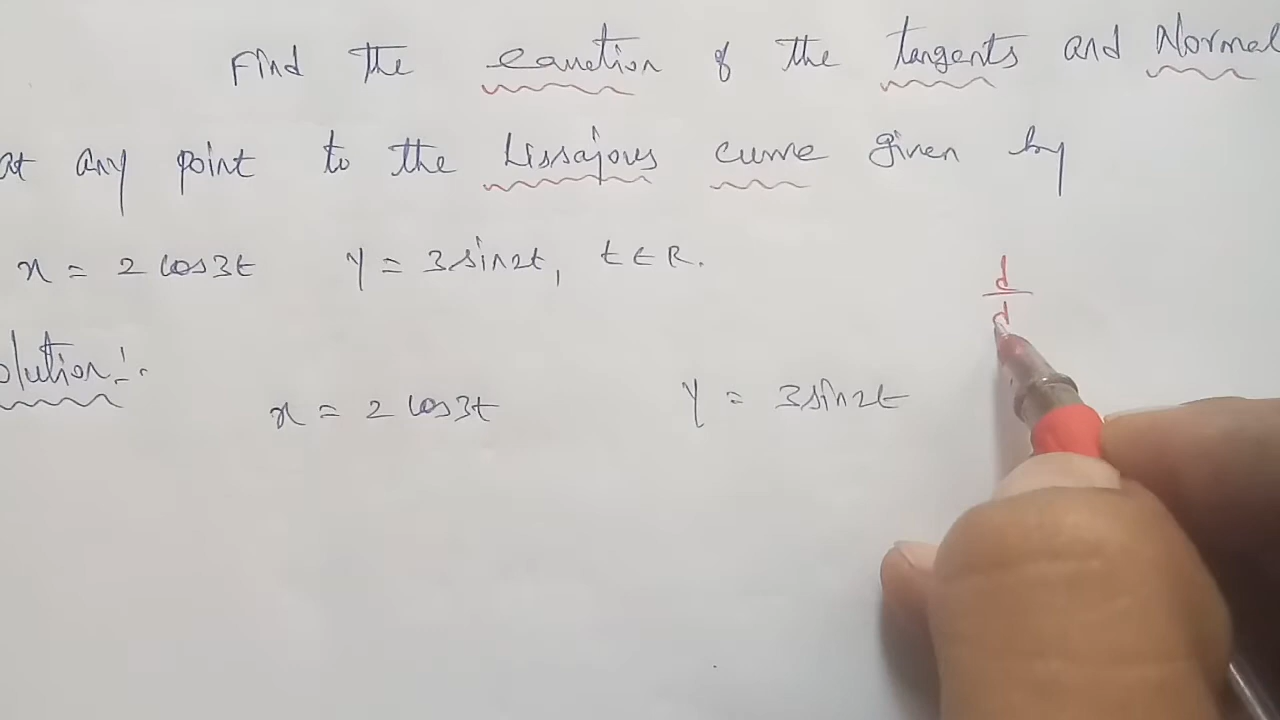 Find the equation of the tangents and Normal
at any point to the Lissajous curve given by
x = 2 cos3t y = 3sin2t, t ∈ R.
d
d
olution:-
x = 2 cos3t y = 3sin2t